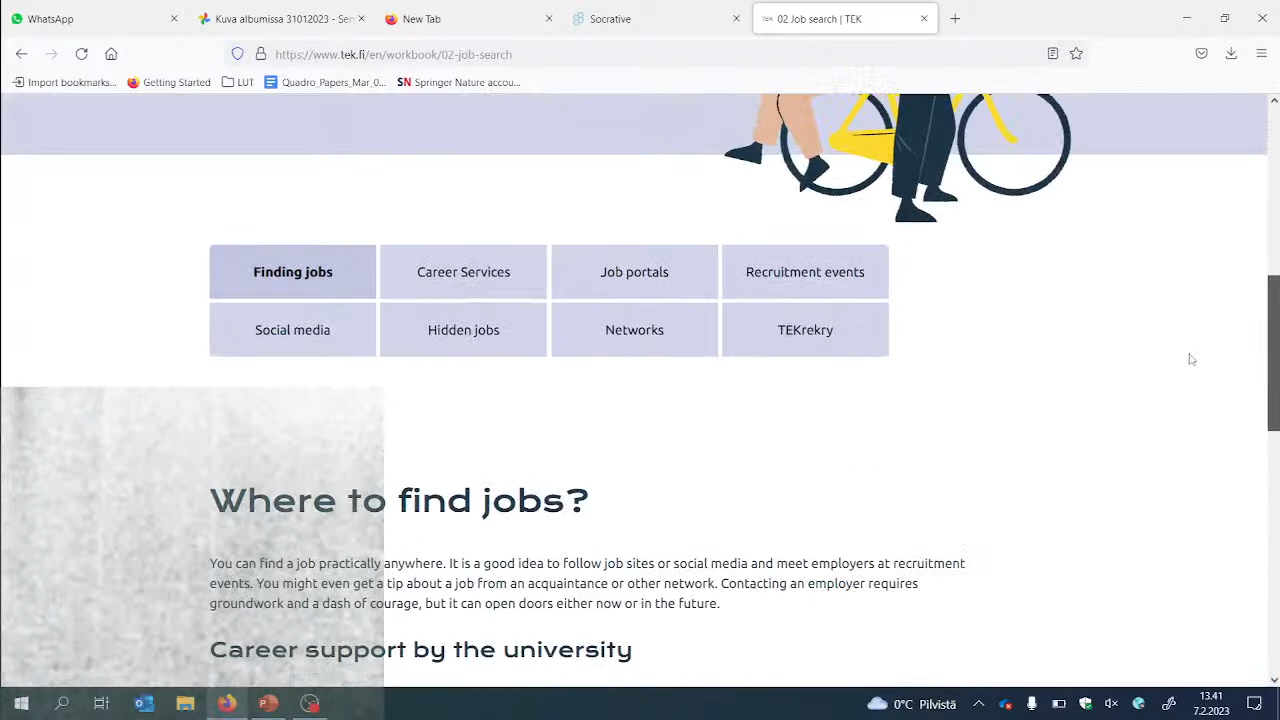 WhatsApp
Kuva albumissa 31012023 - Ser
New Tab
Socrative
TEK 02 Job search | TEK
https://www.tek.fi/en/workbook/02-job-search
Import bookmarks...
Getting Started
LUT
Quadro_Papers_Mar_0...
SN Springer Nature accou...
Finding jobs
Career Services
Job portals
Recruitment events
Social media
Hidden jobs
Networks
TEKrekry
Where to find jobs?
You can find a job practically anywhere. It is a good idea to follow job sites or social media and meet employers at recruitment
events. You might even get a tip about a job from an acquaintance or other network. Contacting an employer requires
groundwork and a dash of courage, but it can open doors either now or in the future.
Career support by the university
0°C Pilvistä
13.41
7.2.2023